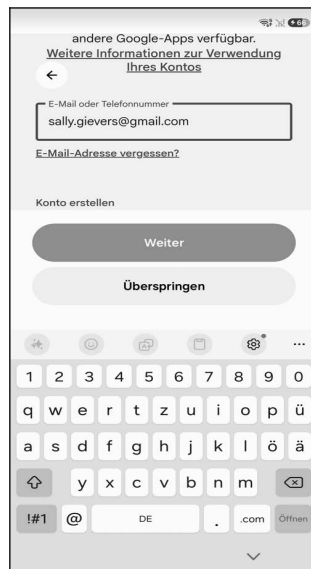 andere Google-Apps verfügbar.
Weitere Informationen zur Verwendung
Ihres Kontos
E-Mail oder Telefonnummer
sally.gievers@gmail.com
E-Mail-Adresse vergessen?
Konto erstellen
Weiter
Überspringen
1 2 3 4 5 6 7 8 9 0
q w e r t z u i o p ü
a s d f g h j k l ö ä
y x c v b n m
!#1 @ DE . .com Öffnen